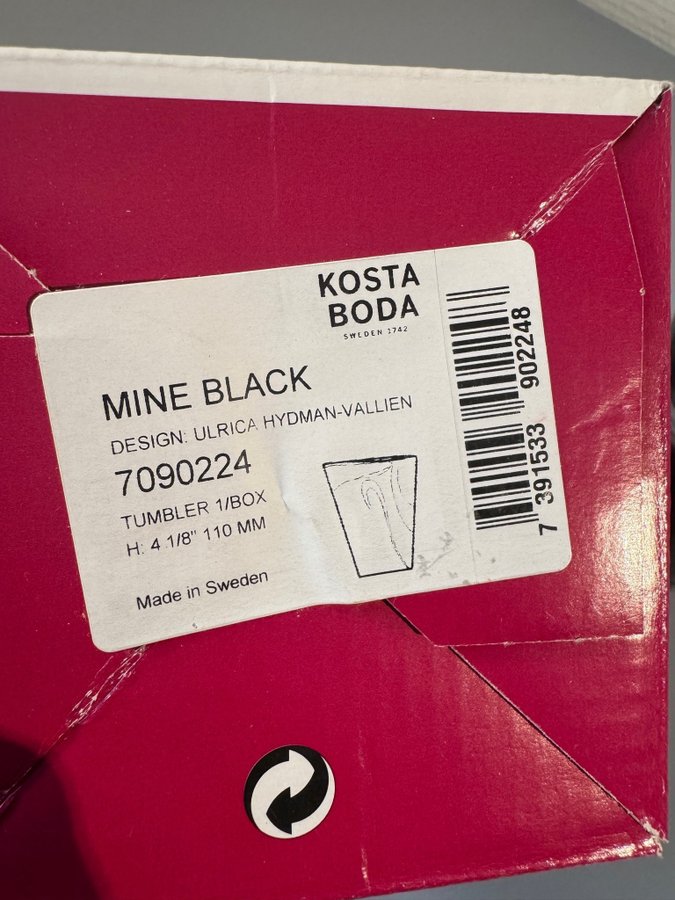 KOSTA
BODA
SWEDEN 1742
MINE BLACK
DESIGN: ULRICA HYDMAN-VALLIEN
7090224
TUMBLER 1/BOX
H: 4 1/8" 110 MM
Made in Sweden
7 391533 902248